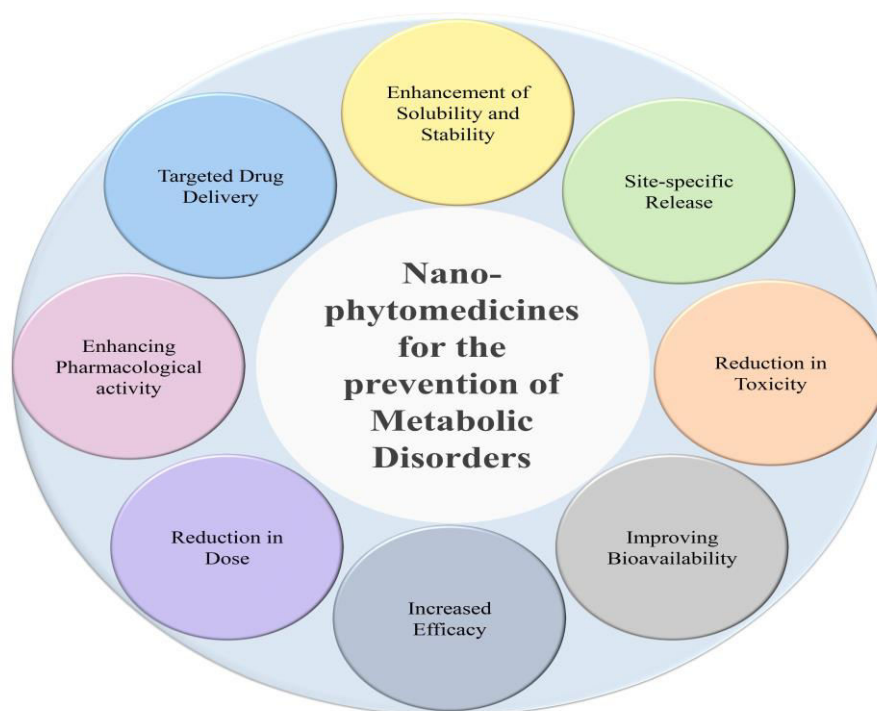 Enhancement of
Solubility and
Stability
Site-specific
Release
Reduction in
Toxicity
Improving
Bioavailability
Increased
Efficacy
Reduction in
Dose
Enhancing
Pharmacological
activity
Targeted Drug
Delivery
Nano-
phytomedicines
for the
prevention of
Metabolic
Disorders